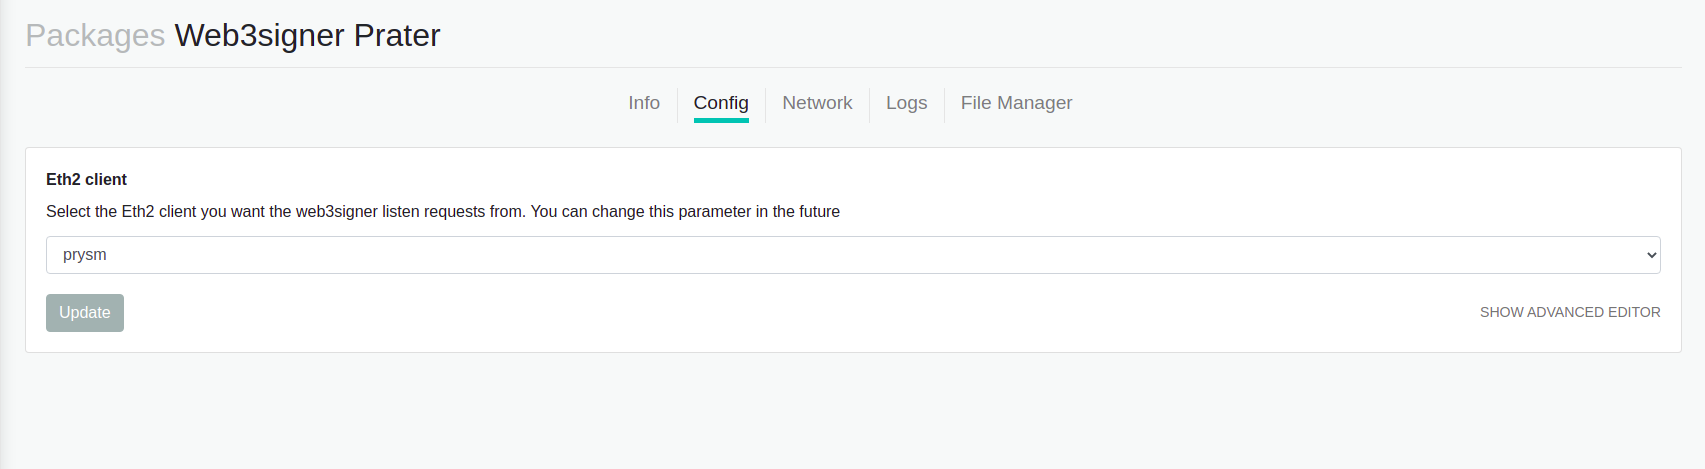 Packages Web3signer Prater
Info Config Network Logs File Manager
Eth2 client
Select the Eth2 client you want the web3signer listen requests from. You can change this parameter in the future
prysm
Update SHOW ADVANCED EDITOR